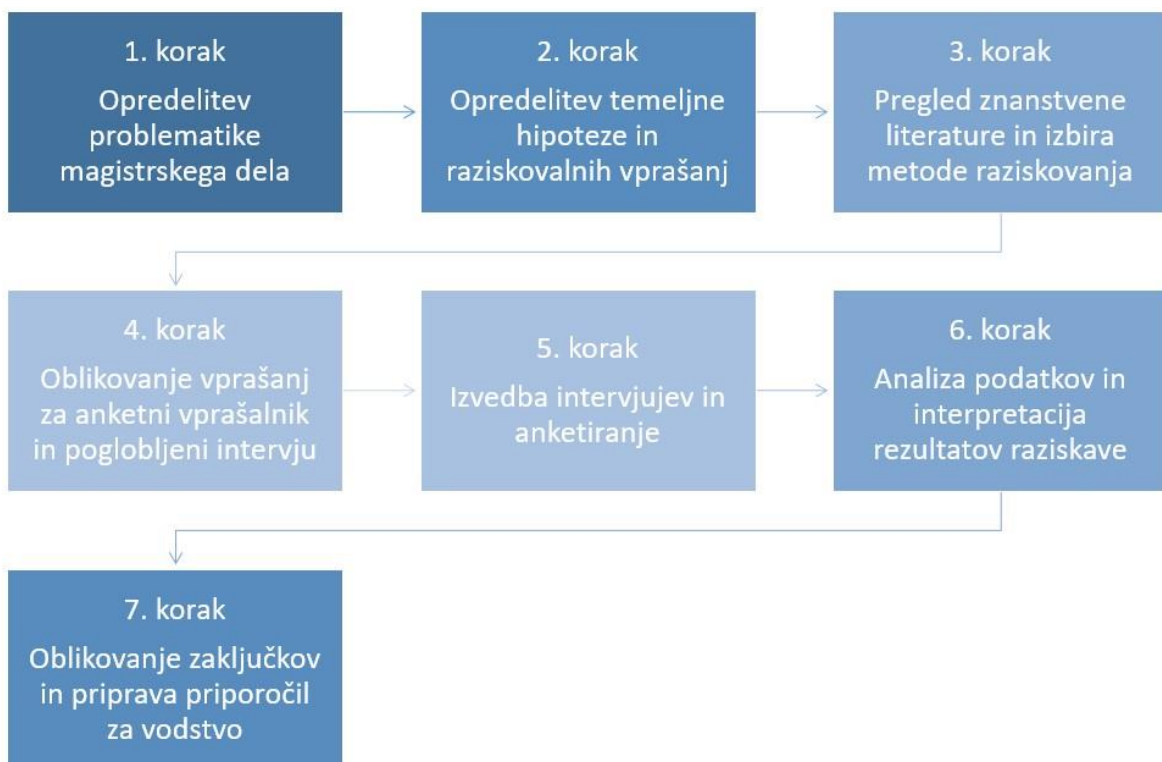 1. korak
Opredelitev
problematike
magistrskega dela
2. korak
Opredelitev temeljne
hipoteze in
raziskovalnih vprašanj
3. korak
Pregled znanstvene
literature in izbira
metode raziskovanja
4. korak
Oblikovanje vprašanj
za anketni vprašalnik
in poglobljeni intervju
5. korak
Izvedba intervjujev in
anketiranje
6. korak
Analiza podatkov in
interpretacija
rezultatov raziskave
7. korak
Oblikovanje zaključkov
in priprava priporočil
za vodstvo